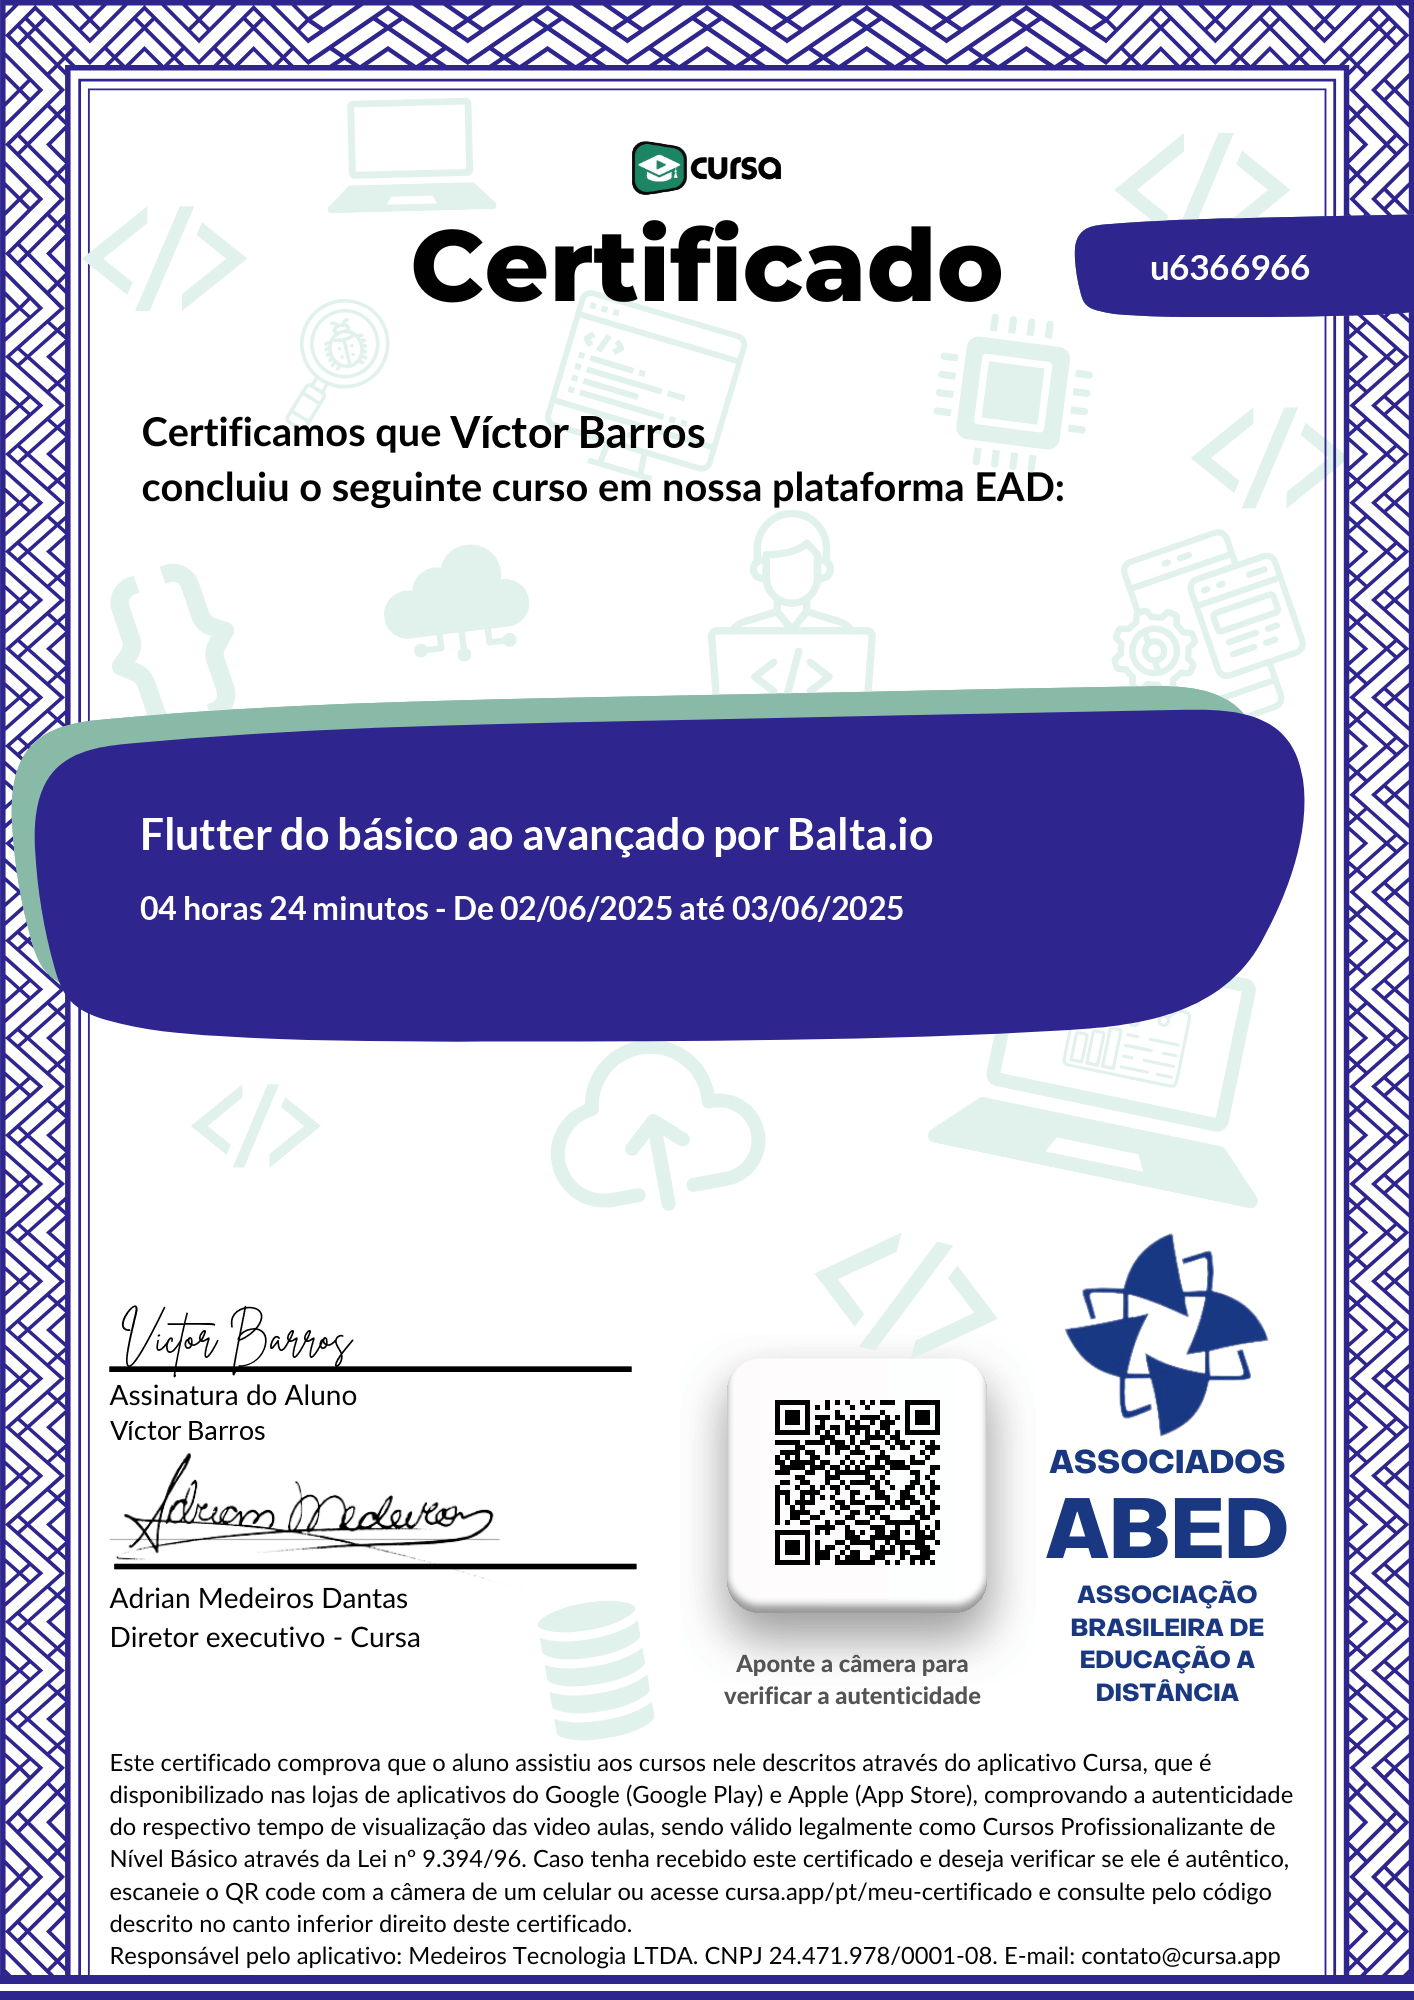 cursa
Certificado
u6366966
Certificamos que Víctor Barros
concluiu o seguinte curso em nossa plataforma EAD:
Flutter do básico ao avançado por Balta.io
04 horas 24 minutos - De 02/06/2025 até 03/06/2025
Víctor Barros
Assinatura do Aluno
Víctor Barros
Adrian Medeiros
Adrian Medeiros Dantas
Diretor executivo - Cursa
Aponte a câmera para
verificar a autenticidade
ASSOCIADOS
ABED
ASSOCIAÇÃO
BRASILEIRA DE
EDUCAÇÃO A
DISTÂNCIA
Este certificado comprova que o aluno assistiu aos cursos nele descritos através do aplicativo Cursa, que é
disponibilizado nas lojas de aplicativos do Google (Google Play) e Apple (App Store), comprovando a autenticidade
do respectivo tempo de visualização das video aulas, sendo válido legalmente como Cursos Profissionalizante de
Nível Básico através da Lei nº 9.394/96. Caso tenha recebido este certificado e deseja verificar se ele é autêntico,
escaneie o QR code com a câmera de um celular ou acesse cursa.app/pt/meu-certificado e consulte pelo código
descrito no canto inferior direito deste certificado.
Responsável pelo aplicativo: Medeiros Tecnologia LTDA. CNPJ 24.471.978/0001-08. E-mail: contato@cursa.app